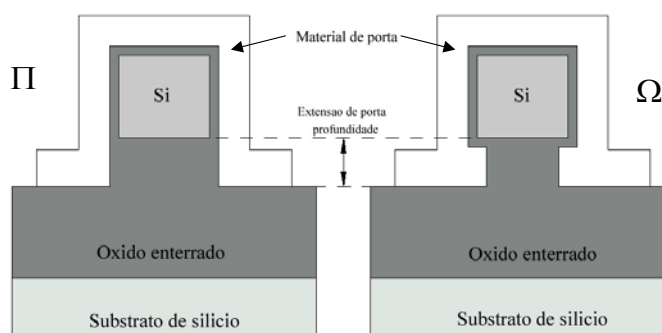 Material de porta
Π
Si
Si
Ω
Extensao de porta
profundidade
Oxido enterrado
Oxido enterrado
Substrato de silicio
Substrato de silicio